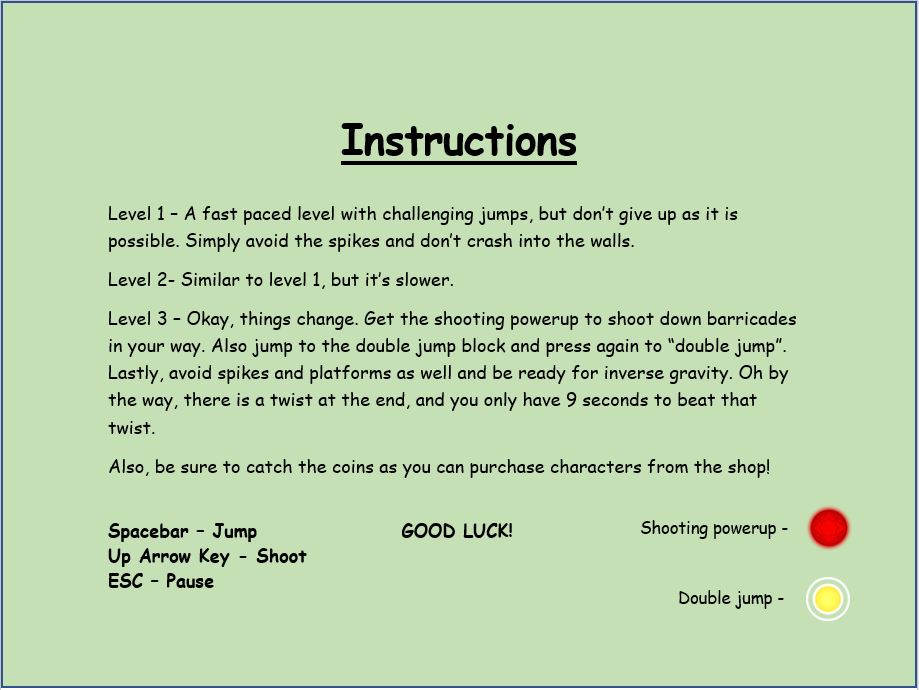 Instructions
Level 1 – A fast paced level with challenging jumps, but don’t give up as it is
possible. Simply avoid the spikes and don’t crash into the walls.
Level 2- Similar to level 1, but it’s slower.
Level 3 – Okay, things change. Get the shooting powerup to shoot down barricades
in your way. Also jump to the double jump block and press again to “double jump”.
Lastly, avoid spikes and platforms as well and be ready for inverse gravity. Oh by
the way, there is a twist at the end, and you only have 9 seconds to beat that
twist.
Also, be sure to catch the coins as you can purchase characters from the shop!
Spacebar – Jump
Up Arrow Key - Shoot
ESC – Pause
GOOD LUCK!
Shooting powerup -
Double jump -